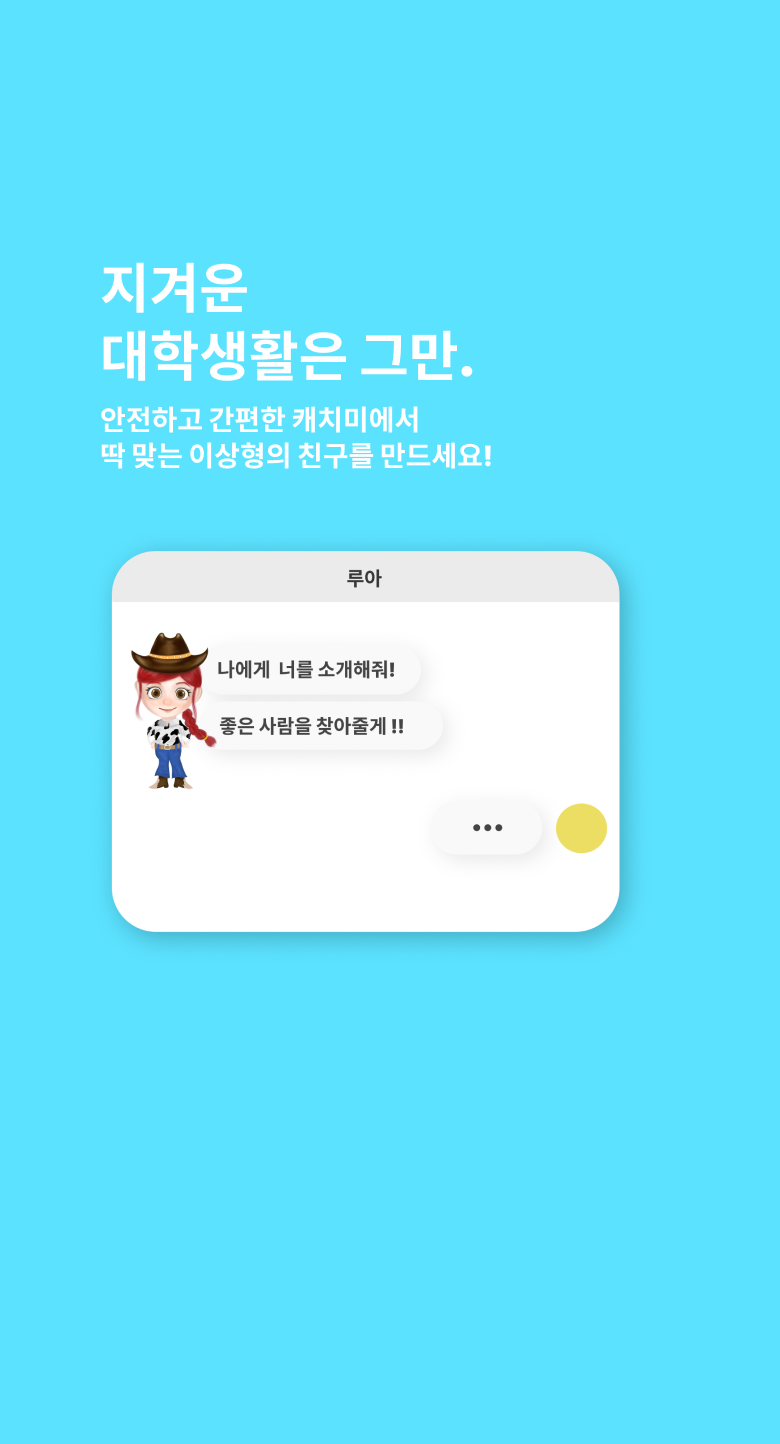 지겨운
대학생활은 그만.
안전하고 간편한 캐치미에서
딱 맞는 이상형의 친구를 만드세요!
루아
나에게 너를 소개해줘!
좋은 사람을 찾아줄게 !!
•••